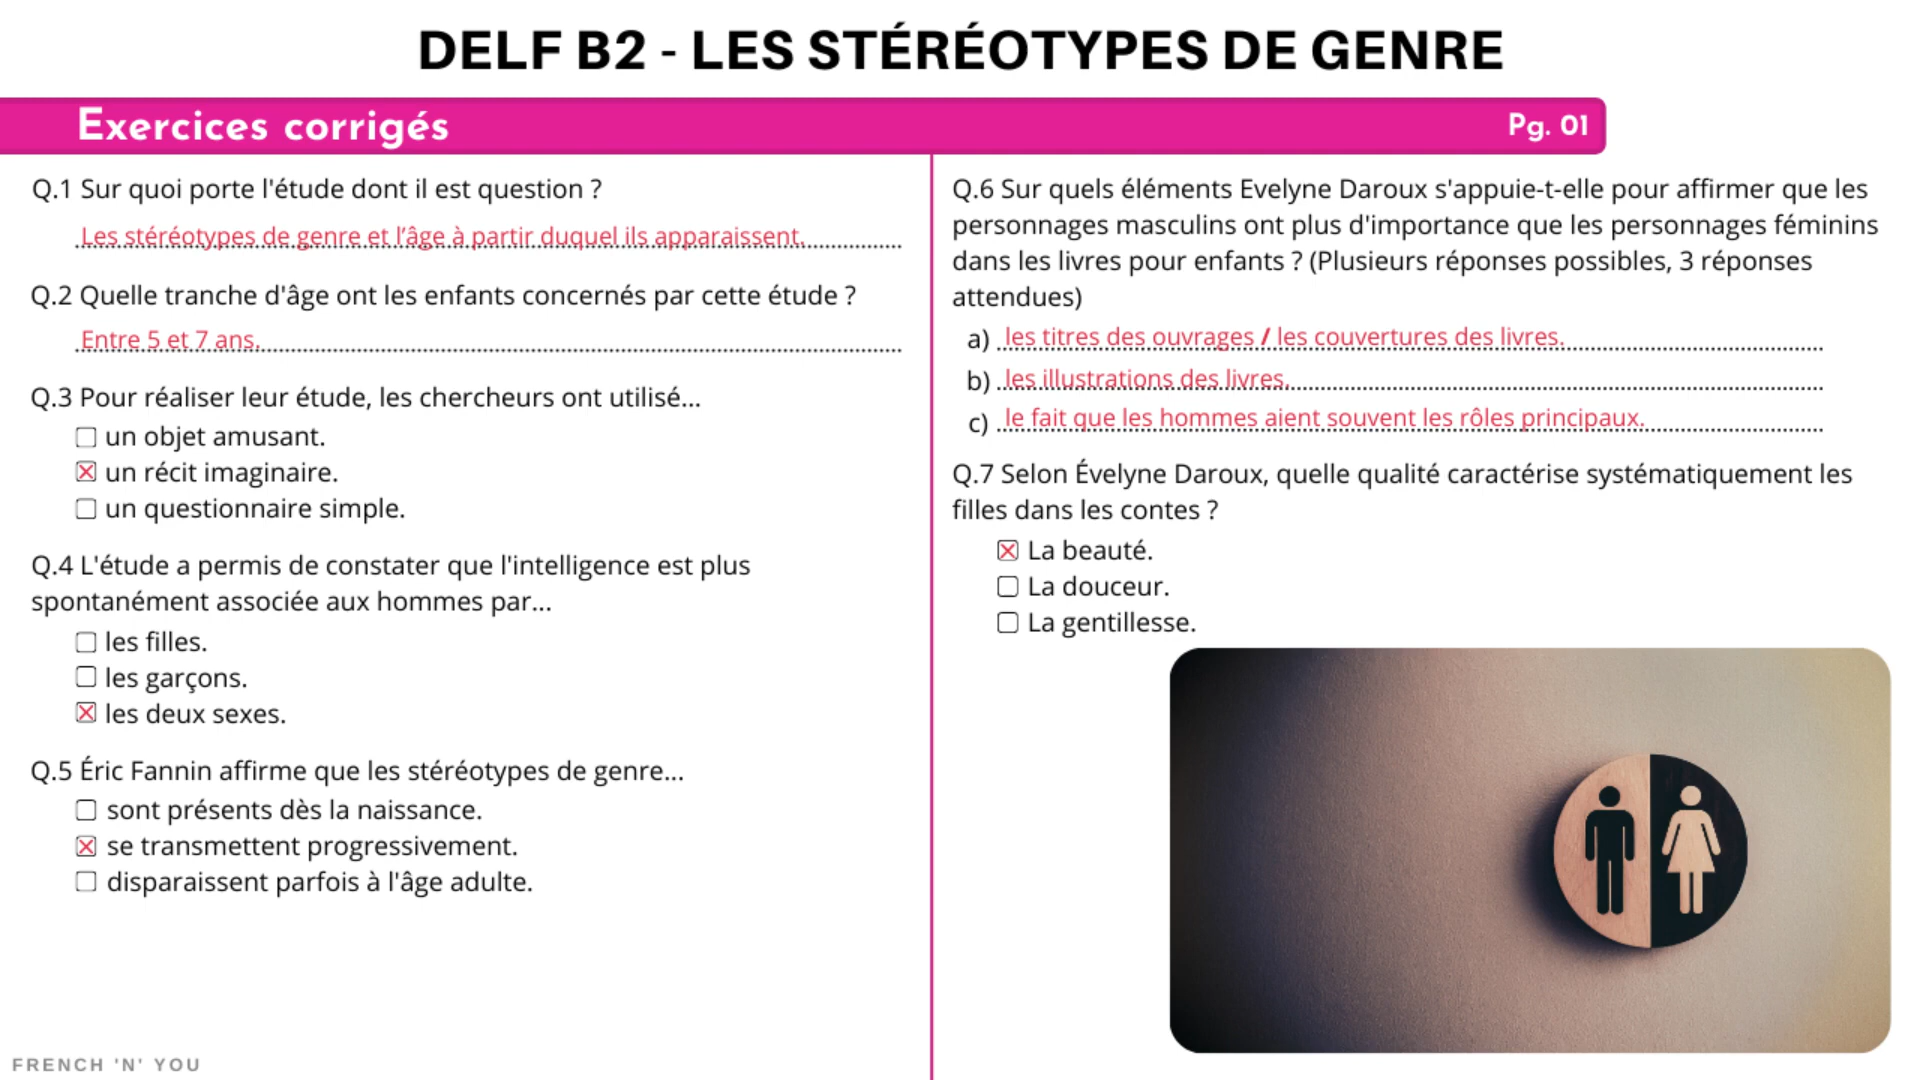 DELF B2 - LES STÉRÉOTYPES DE GENRE
Exercices corrigés
Pg. 01
Q.1 Sur quoi porte l'étude dont il est question ?
Les stéréotypes de genre et l’âge à partir duquel ils apparaissent.
Q.2 Quelle tranche d'âge ont les enfants concernés par cette étude ?
Entre 5 et 7 ans.
Q.3 Pour réaliser leur étude, les chercheurs ont utilisé...
un objet amusant.
un récit imaginaire.
un questionnaire simple.
Q.4 L'étude a permis de constater que l'intelligence est plus
spontanément associée aux hommes par...
les filles.
les garçons.
les deux sexes.
Q.5 Éric Fannin affirme que les stéréotypes de genre...
sont présents dès la naissance.
se transmettent progressivement.
disparaissent parfois à l'âge adulte.
Q.6 Sur quels éléments Evelyne Daroux s'appuie-t-elle pour affirmer que les
personnages masculins ont plus d'importance que les personnages féminins
dans les livres pour enfants ? (Plusieurs réponses possibles, 3 réponses
attendues)
a) les titres des ouvrages / les couvertures des livres.
b) les illustrations des livres.
c) le fait que les hommes aient souvent les rôles principaux.
Q.7 Selon Évelyne Daroux, quelle qualité caractérise systématiquement les
filles dans les contes ?
La beauté.
La douceur.
La gentillesse.
FRENCH 'N' YOU